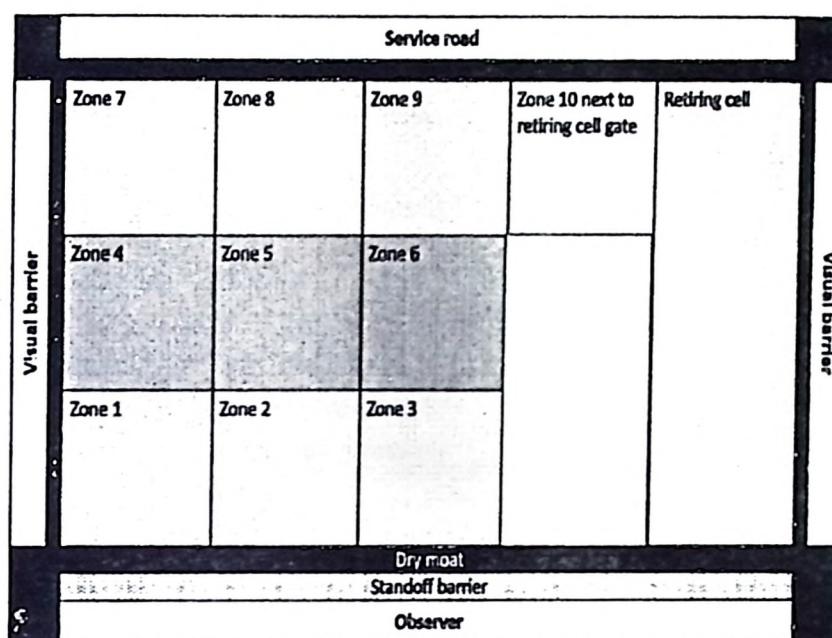 Service road
Zone 7
Zone 8
Zone 9
Zone 10 next to
retiring cell gate
Retiring cell
Visual barrier
Visual barrier
Zone 4
Zone 5
Zone 6
Zone 1
Zone 2
Zone 3
Dry moat
Standoff barrier
Observer